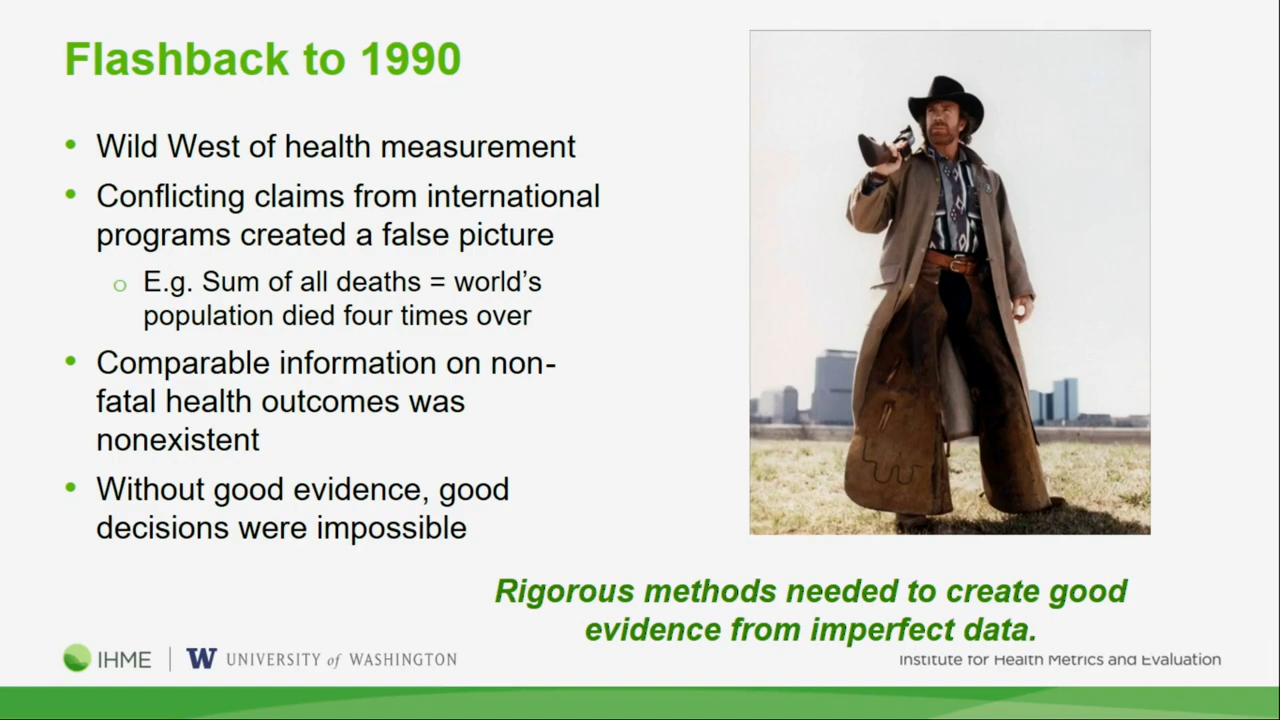 Flashback to 1990
• Wild West of health measurement
• Conflicting claims from international
programs created a false picture
o E.g. Sum of all deaths = world’s
population died four times over
• Comparable information on non-
fatal health outcomes was
nonexistent
• Without good evidence, good
decisions were impossible
Rigorous methods needed to create good
evidence from imperfect data.
IHME | W UNIVERSITY of WASHINGTON
Institute for Health Metrics and Evaluation